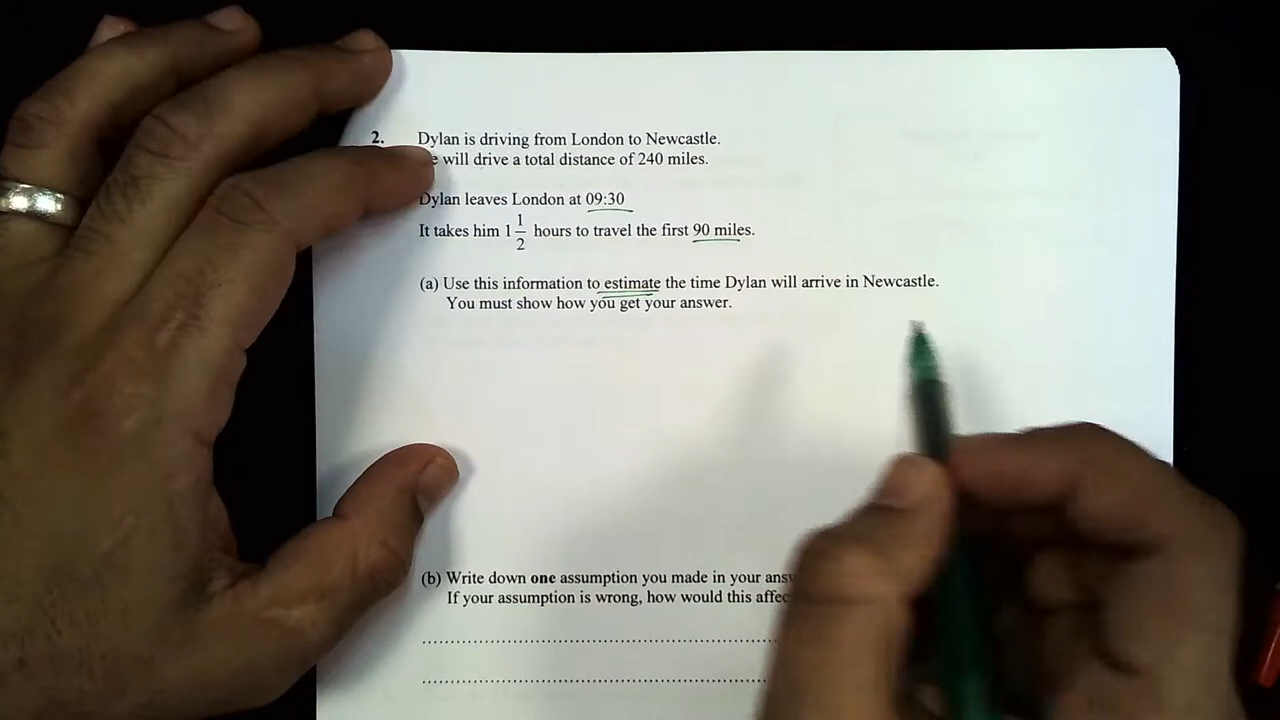 2. Dylan is driving from London to Newcastle.
will drive a total distance of 240 miles.
Dylan leaves London at 09:30
It takes him 1 1/2 hours to travel the first 90 miles.
(a) Use this information to estimate the time Dylan will arrive in Newcastle.
You must show how you get your answer.
(b) Write down one assumption you made in your
If your assumption is wrong, how would this